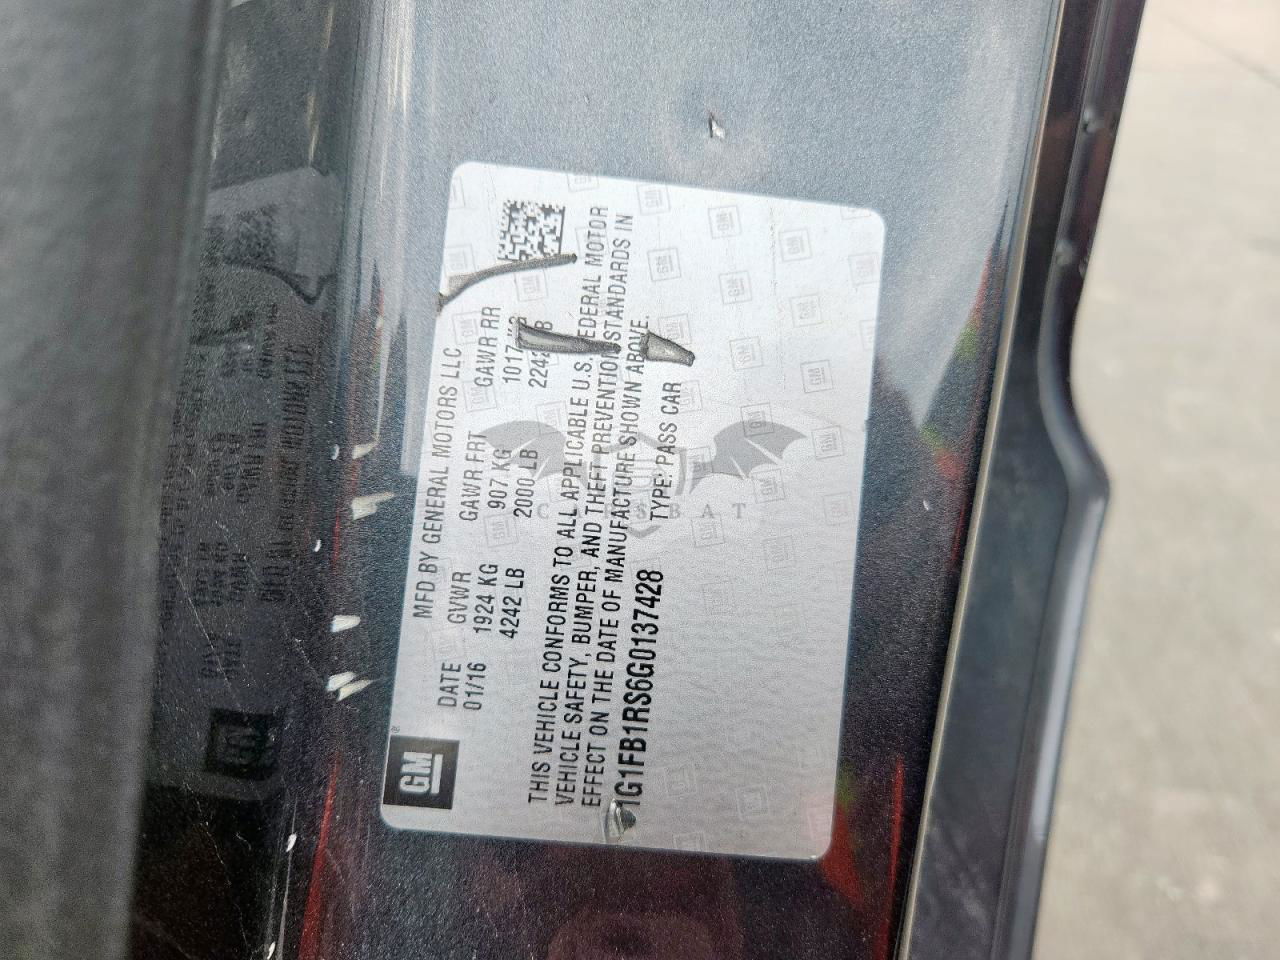 GM
MFD BY GENERAL MOTORS LLC
DATE GVWR GAWR FRT GAWR RR
01/16 1924 KG 907 KG 1017
4242 LB 2000 LB
THIS VEHICLE CONFORMS TO ALL APPLICABLE U.S. FEDERAL MOTOR
VEHICLE SAFETY, BUMPER, AND THEFT PREVENTION STANDARDS IN
EFFECT ON THE DATE OF MANUFACTURE SHOWN ABOVE.
1G1FB1RS6G0137428 TYPE: PASS CAR